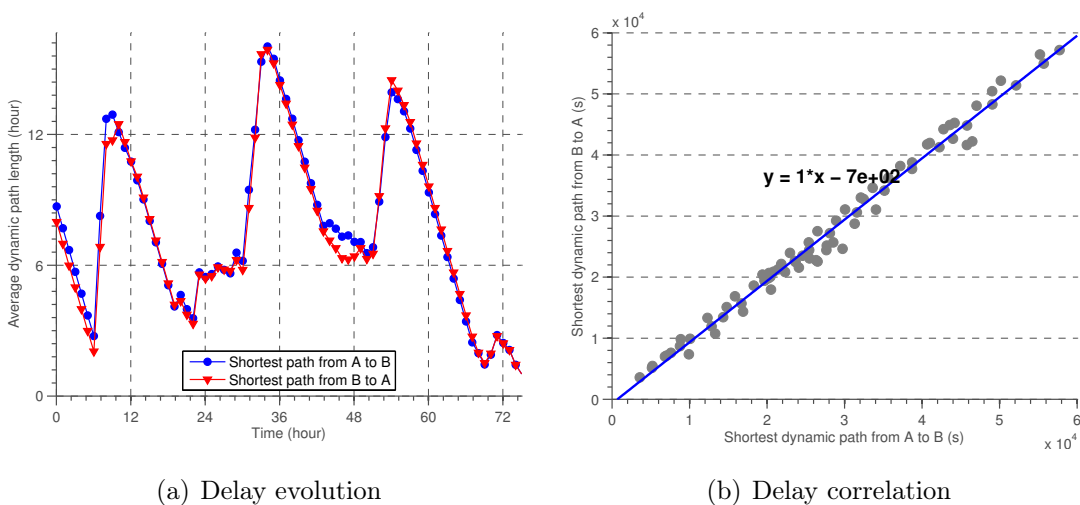 Average dynamic path length (hour)
12
6
0
Shortest path from A to B
Shortest path from B to A
0 12 24 36 48 60 72
Time (hour)
(a) Delay evolution
x 10^4
6
5
4
3
2
1
0
Shortest dynamic path from B to A (s)
y = 1*x − 7e+02
0 1 2 3 4 5 6
Shortest dynamic path from A to B (s)
x 10^4
(b) Delay correlation